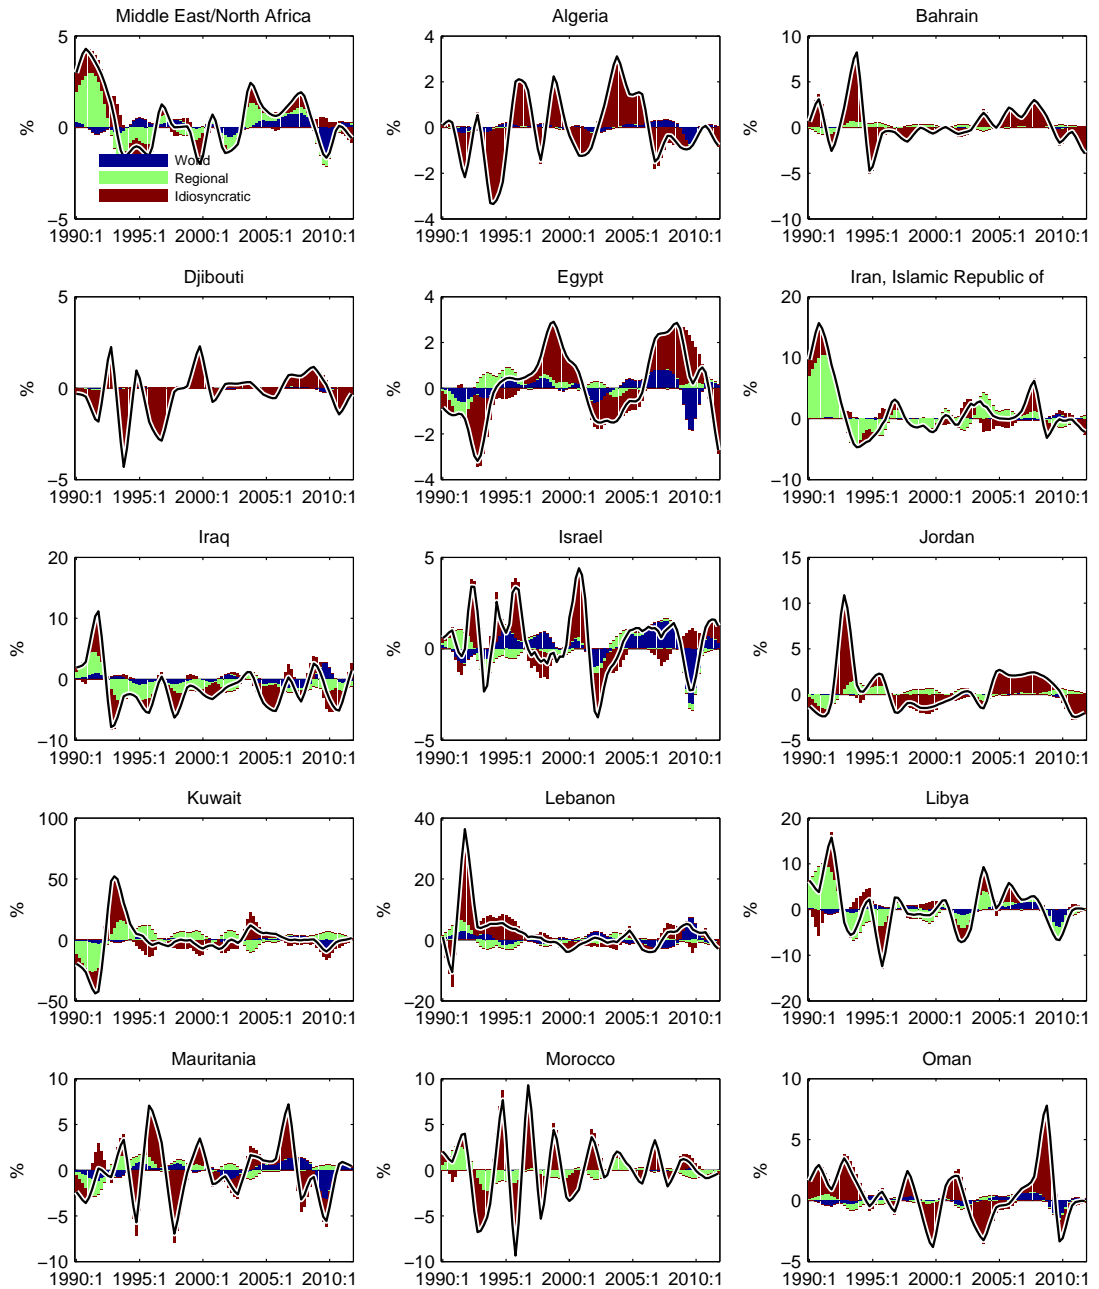 Middle East/North Africa
5
0
−5
%
World
Regional
Idiosyncratic
1990:1 1995:1 2000:1 2005:1 2010:1
Algeria
4
2
0
−2
−4
%
1990:1 1995:1 2000:1 2005:1 2010:1
Bahrain
10
5
0
−5
−10
%
1990:1 1995:1 2000:1 2005:1 2010:1
Djibouti
5
0
−5
%
1990:1 1995:1 2000:1 2005:1 2010:1
Egypt
4
2
0
−2
−4
%
1990:1 1995:1 2000:1 2005:1 2010:1
Iran, Islamic Republic of
20
10
0
−10
%
1990:1 1995:1 2000:1 2005:1 2010:1
Iraq
20
10
0
−10
%
1990:1 1995:1 2000:1 2005:1 2010:1
Israel
5
0
−5
%
1990:1 1995:1 2000:1 2005:1 2010:1
Jordan
15
10
5
0
−5
%
1990:1 1995:1 2000:1 2005:1 2010:1
Kuwait
100
50
0
−50
%
1990:1 1995:1 2000:1 2005:1 2010:1
Lebanon
40
20
0
−20
%
1990:1 1995:1 2000:1 2005:1 2010:1
Libya
20
10
0
−10
−20
%
1990:1 1995:1 2000:1 2005:1 2010:1
Mauritania
10
5
0
−5
−10
%
1990:1 1995:1 2000:1 2005:1 2010:1
Morocco
10
5
0
−5
−10
%
1990:1 1995:1 2000:1 2005:1 2010:1
Oman
10
5
0
−5
%
1990:1 1995:1 2000:1 2005:1 2010:1